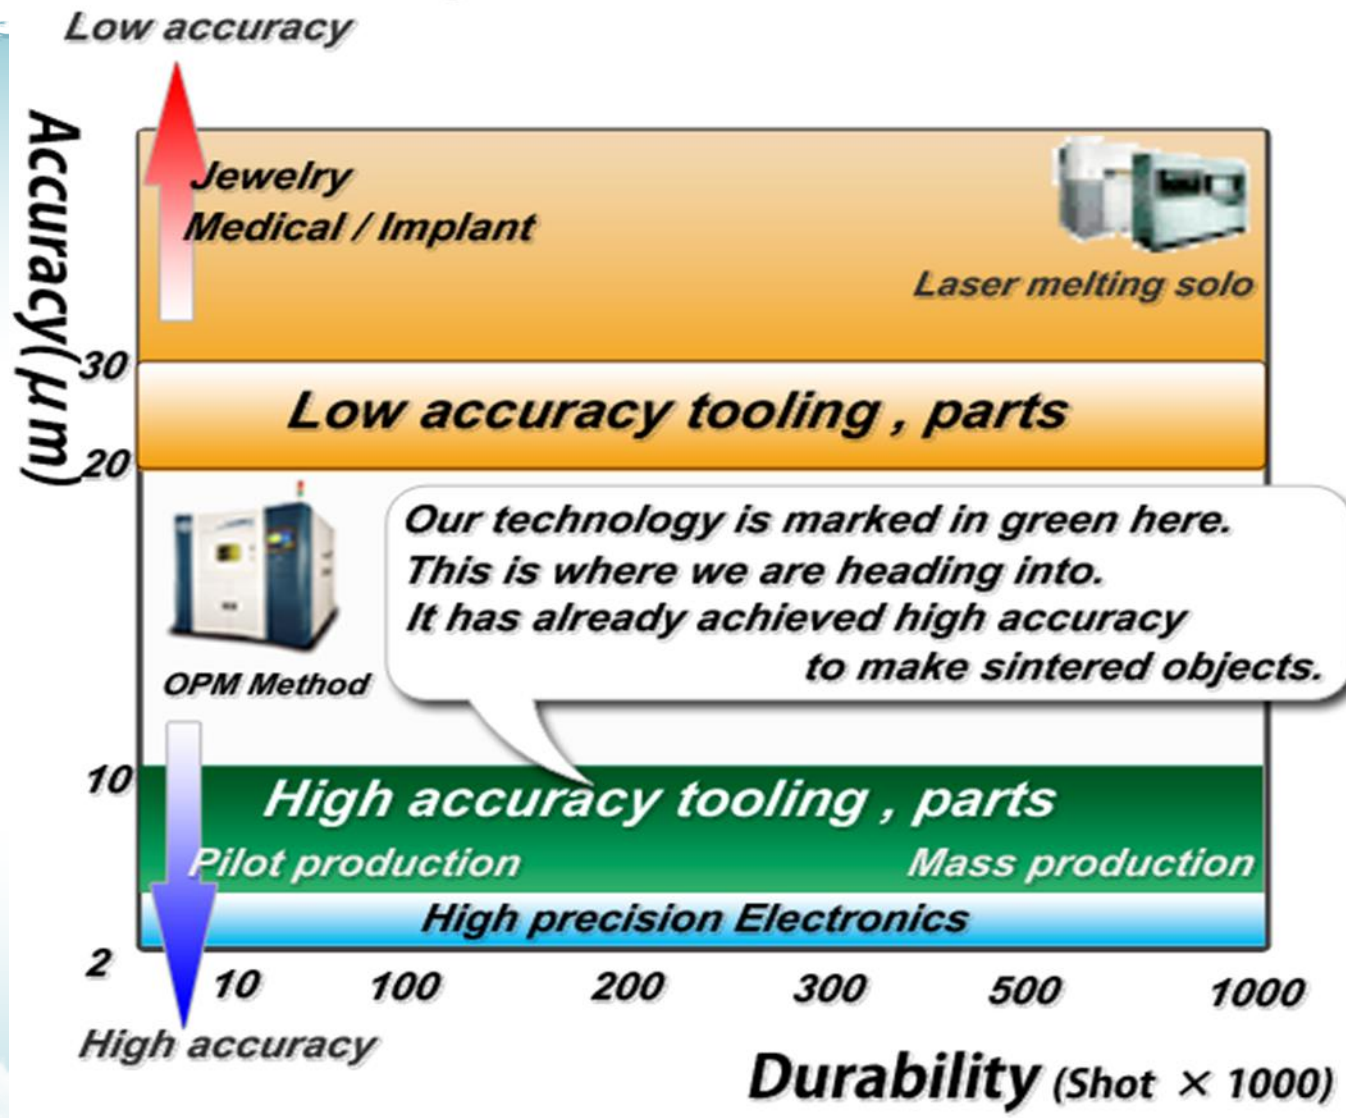 Low accuracy
Accuracy(μm)
Jewelry
Medical / Implant
Laser melting solo
30
Low accuracy tooling , parts
20
Our technology is marked in green here.
This is where we are heading into.
It has already achieved high accuracy
to make sintered objects.
OPM Method
10
High accuracy tooling , parts
Pilot production
Mass production
High precision Electronics
2
10 100 200 300 500 1000
High accuracy
Durability (Shot × 1000)